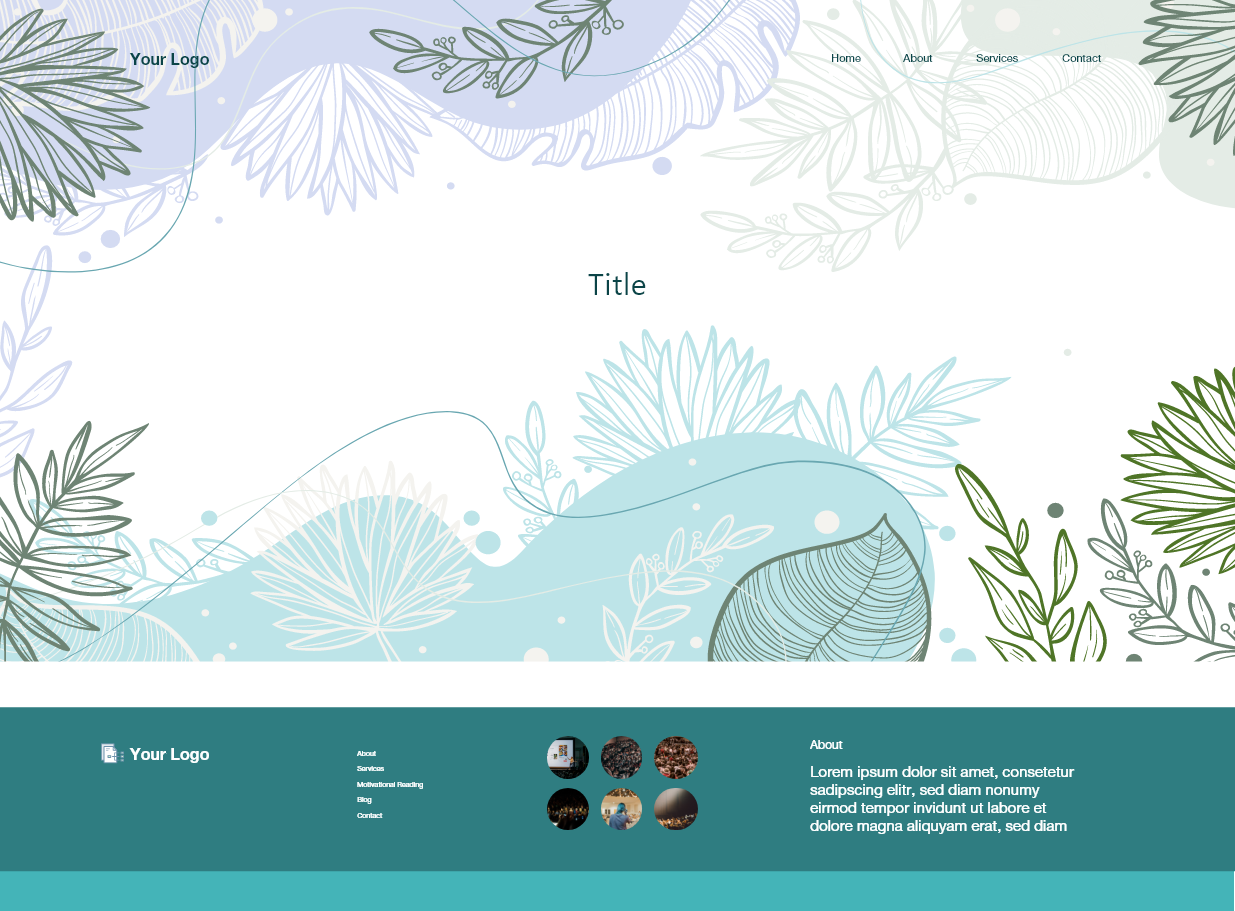 Your Logo
Home
About
Services
Contact
Title
Your Logo
About
Services
Motivational Reading
Blog
Contact
About
Lorem ipsum dolor sit amet, consetetur
sadipscing elitr, sed diam nonumy
eirmod tempor invidunt ut labore et
dolore magna aliquyam erat, sed diam